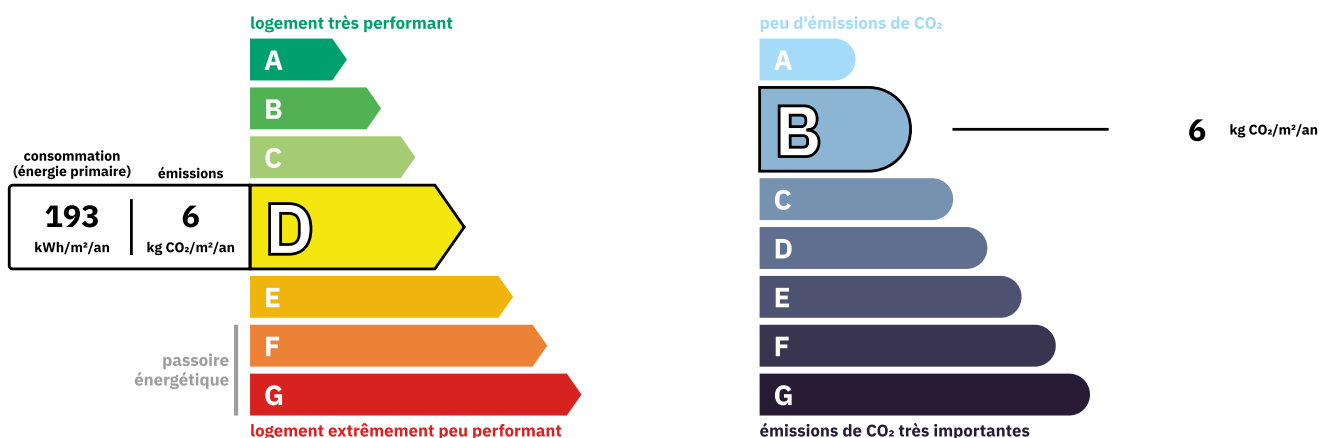 logement très performant
A
B
C
consommation
(énergie primaire)
émissions
193
6
kWh/m²/an
kg CO₂/m²/an
D
E
F
G
passoire
énergétique
logement extrêmement peu performant
peu d'émissions de CO₂
A
B
6 kg CO₂/m²/an
C
D
E
F
G
émissions de CO₂ très importantes